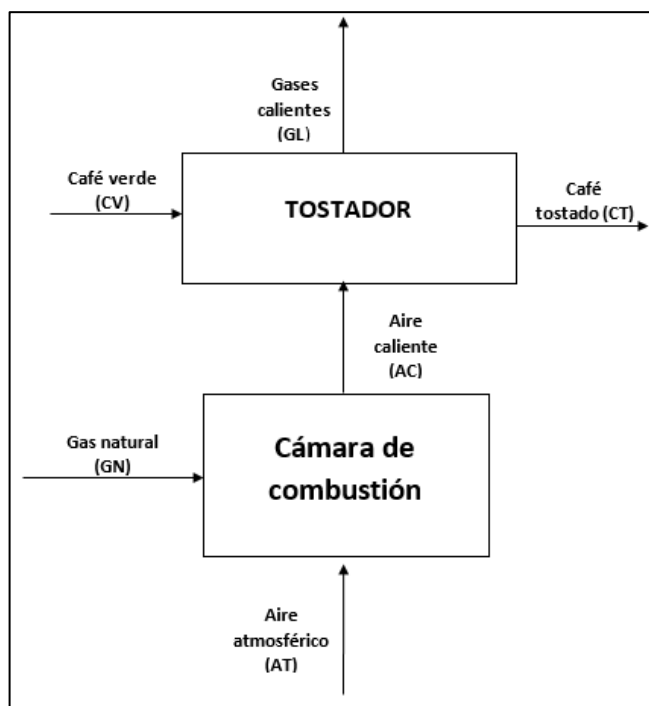 Gases
calientes
(GL)
Café verde
(CV)
TOSTADOR
Café
tostado (CT)
Aire
caliente
(AC)
Gas natural
(GN)
Cámara de
combustión
Aire
atmosférico
(AT)